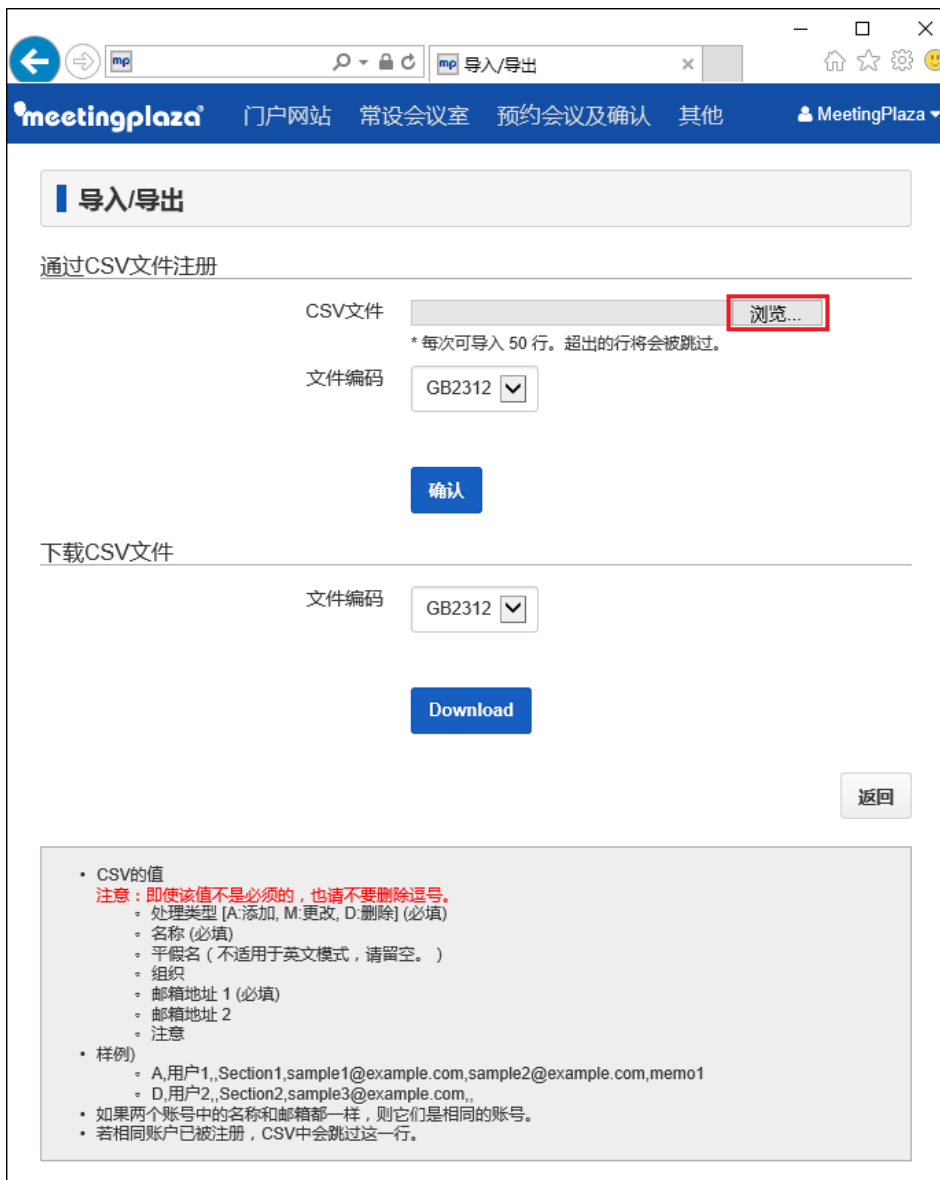 mp
mp 导入/导出
meetingplaza 门户网站 常设会议室 预约会议及确认 其他 MeetingPlaza
导入/导出
通过CSV文件注册
CSV文件 浏览...
* 每次可导入 50 行。超出的行将会被跳过。
文件编码 GB2312
确认
下载CSV文件
文件编码 GB2312
Download
返回
• CSV的值
注意：即使该值不是必须的，也请不要删除逗号。
◦ 处理类型 [A:添加, M:更改, D:删除] (必填)
◦ 名称 (必填)
◦ 平假名（不适用于英文模式，请留空。）
◦ 组织
◦ 邮箱地址 1 (必填)
◦ 邮箱地址 2
◦ 注意
• 样例)
◦ A,用户1,,Section1,sample1@example.com,sample2@example.com,memo1
◦ D,用户2,,Section2,sample3@example.com,,
• 如果两个账号中的名称和邮箱都一样，则它们是相同的账号。
• 若相同账户已被注册，CSV中会跳过这一行。